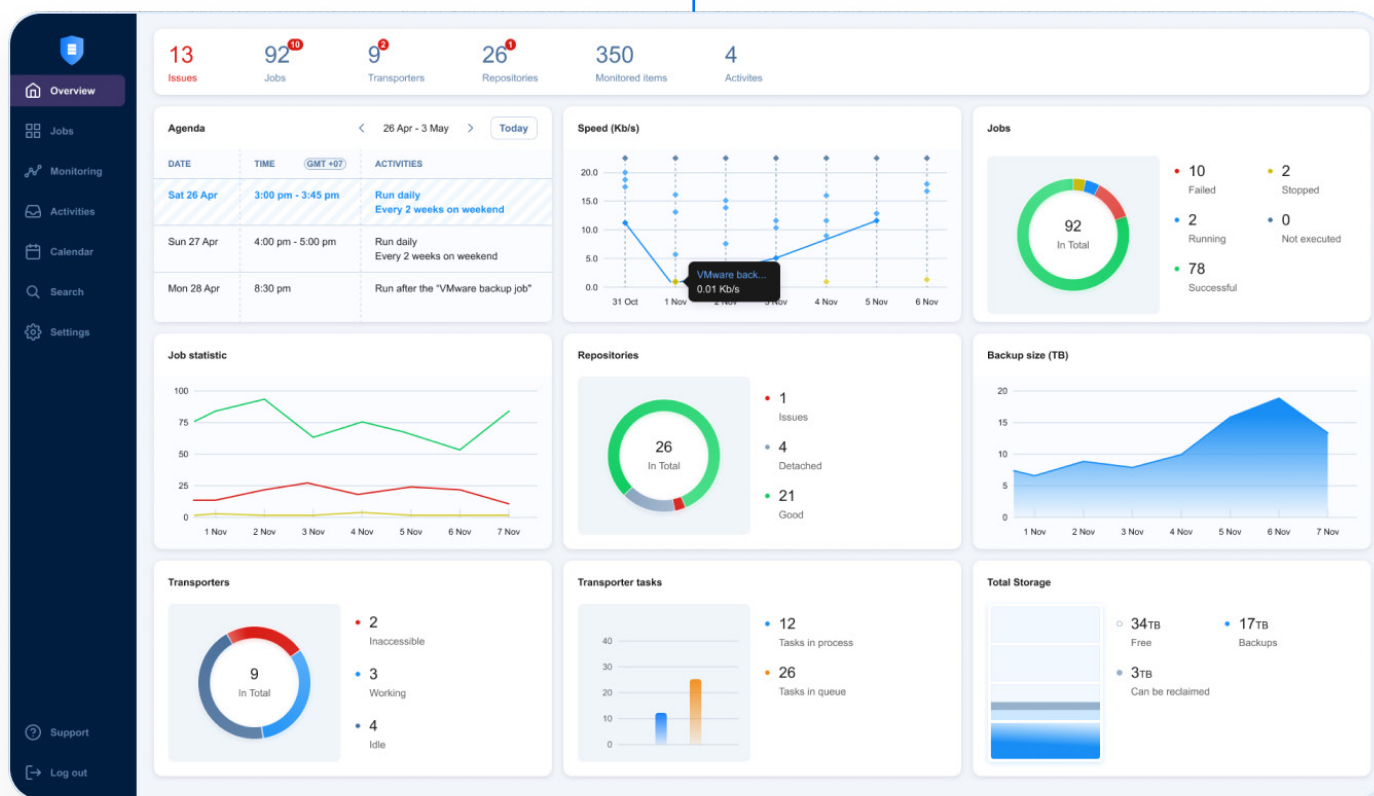 Overview
Jobs
Monitoring
Activities
Calendar
Search
Settings
Support
Log out
13
Issues
92 10
Jobs
9 2
Transporters
26 1
Repositories
350
Monitored items
4
Activites
Agenda
26 Apr - 3 May
Today
DATE TIME GMT +07 ACTIVITIES
Sat 26 Apr 3:00 pm - 3:45 pm Run daily
Every 2 weeks on weekend
Sun 27 Apr 4:00 pm - 5:00 pm Run daily
Every 2 weeks on weekend
Mon 28 Apr 8:30 pm Run after the “VMware backup job”
Speed (Kb/s)
20.0
15.0
10.0
5.0
0.0
VMware back...
0.01 Kb/s
31 Oct 1 Nov 2 Nov 3 Nov 4 Nov 5 Nov 6 Nov
Jobs
92
In Total
10
Failed
2
Stopped
2
Running
0
Not executed
78
Successful
Job statistic
100
75
50
25
0
1 Nov 2 Nov 3 Nov 4 Nov 5 Nov 6 Nov 7 Nov
Repositories
26
In Total
1
Issues
4
Detached
21
Good
Backup size (TB)
20
15
10
5
0
1 Nov 2 Nov 3 Nov 4 Nov 5 Nov 6 Nov 7 Nov
Transporters
9
In Total
2
Inaccessible
3
Working
4
Idle
Transporter tasks
40
30
20
10
0
12
Tasks in process
26
Tasks in queue
Total Storage
34TB
Free
17TB
Backups
3TB
Can be reclaimed